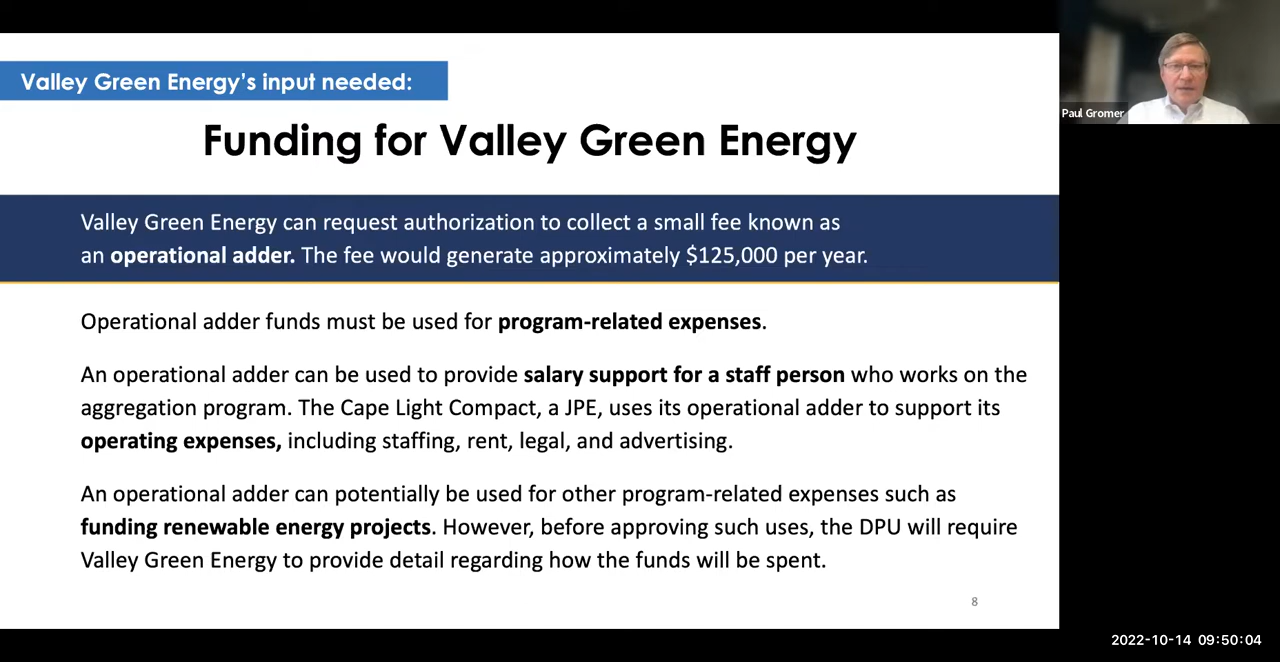 Valley Green Energy's input needed:
Funding for Valley Green Energy
Valley Green Energy can request authorization to collect a small fee known as
an operational adder. The fee would generate approximately $125,000 per year.
Operational adder funds must be used for program-related expenses.
An operational adder can be used to provide salary support for a staff person who works on the
aggregation program. The Cape Light Compact, a JPE, uses its operational adder to support its
operating expenses, including staffing, rent, legal, and advertising.
An operational adder can potentially be used for other program-related expenses such as
funding renewable energy projects. However, before approving such uses, the DPU will require
Valley Green Energy to provide detail regarding how the funds will be spent.
8
Paul Gromer
2022-10-14 09:50:04